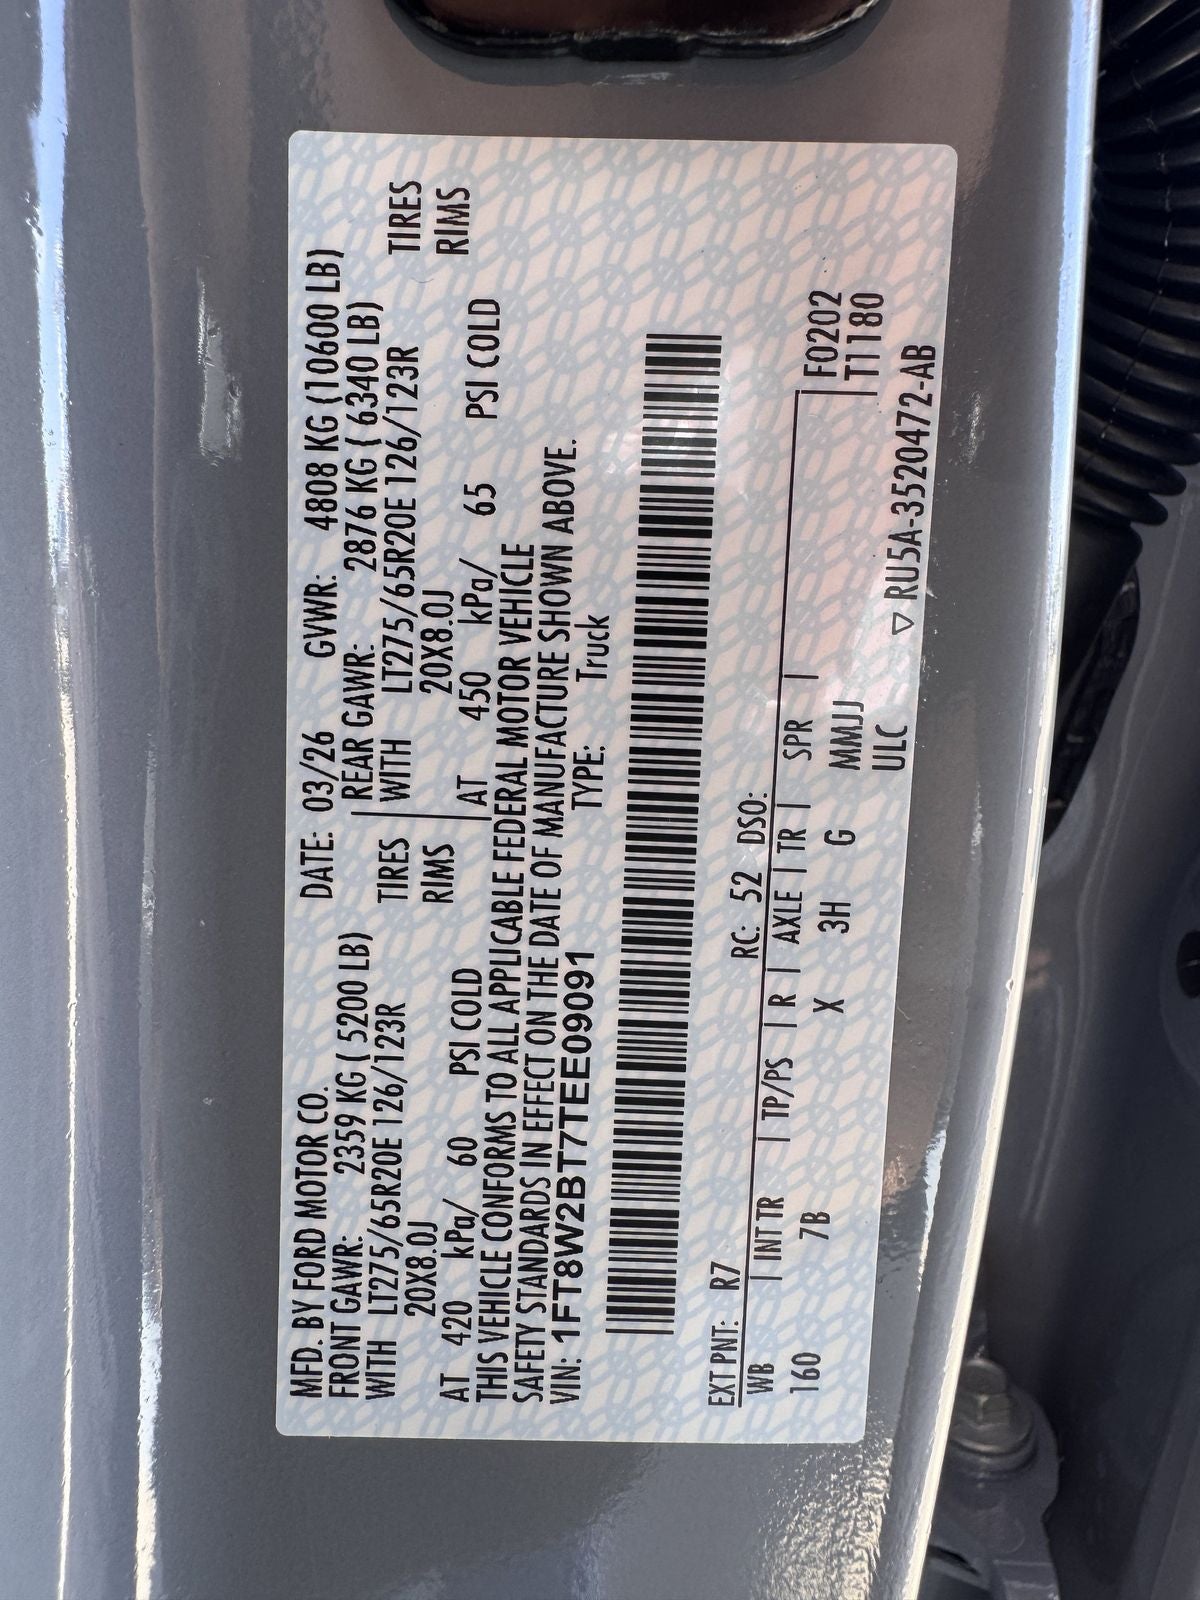 MFD. BY FORD MOTOR CO. DATE: 03/26 GVWR: 4808 KG (10600 LB)
FRONT GAWR: 2359 KG ( 5200 LB) REAR GAWR: 2876 KG ( 6340 LB)
WITH LT275/65R20E 126/123R TIRES WITH LT275/65R20E 126/123R TIRES
20X8.0J RIMS 20X8.0J RIMS
AT 420 kPa/ 60 PSI COLD AT 450 kPa/ 65 PSI COLD
THIS VEHICLE CONFORMS TO ALL APPLICABLE FEDERAL MOTOR VEHICLE
SAFETY STANDARDS IN EFFECT ON THE DATE OF MANUFACTURE SHOWN ABOVE.
VIN: 1FT8W2BT7TEE09091 TYPE: Truck
EXT PNT: R7 RC: 52 DSO:
WB | INT TR | TP/PS | R | AXLE | TR | SPR | F0202
160 7B X 3H G MMJJ T1180
ULC ▽ RU5A-3520472-AB